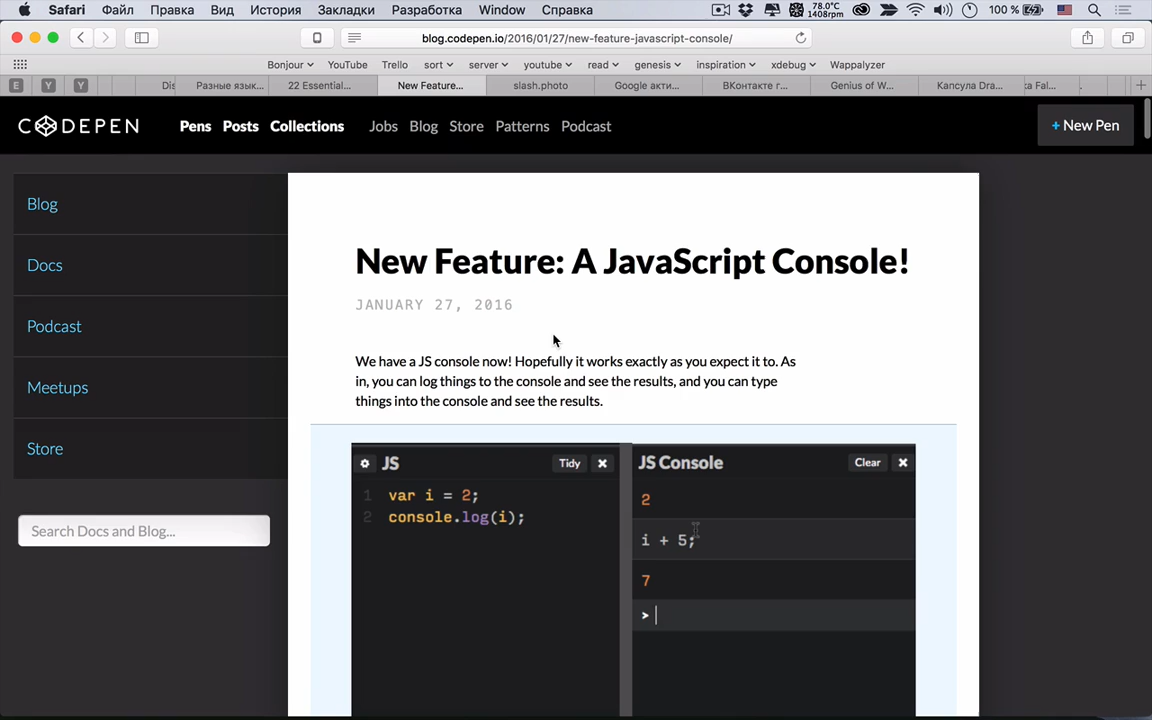 Safari Файл Правка Вид История Закладки Разработка Window Справка 78.0°C 1408rpm 100 %
blog.codepen.io/2016/01/27/new-feature-javascript-console/
Bonjour YouTube Trello sort server youtube read genesis inspiration xdebug Wappalyzer
E Y Y Dis Разные язык... 22 Essential... New Feature... slash.photo Google акти... ВКонтакте г... Genius of W... Капсула Dra... ка Fal...
CODEPEN Pens Posts Collections Jobs Blog Store Patterns Podcast + New Pen
Blog
Docs
Podcast
Meetups
Store
Search Docs and Blog...
New Feature: A JavaScript Console!
JANUARY 27, 2016
We have a JS console now! Hopefully it works exactly as you expect it to. As
in, you can log things to the console and see the results, and you can type
things into the console and see the results.
JS Tidy
1 var i = 2;
2 console.log(i);
JS Console Clear
2
i + 5;
7
>